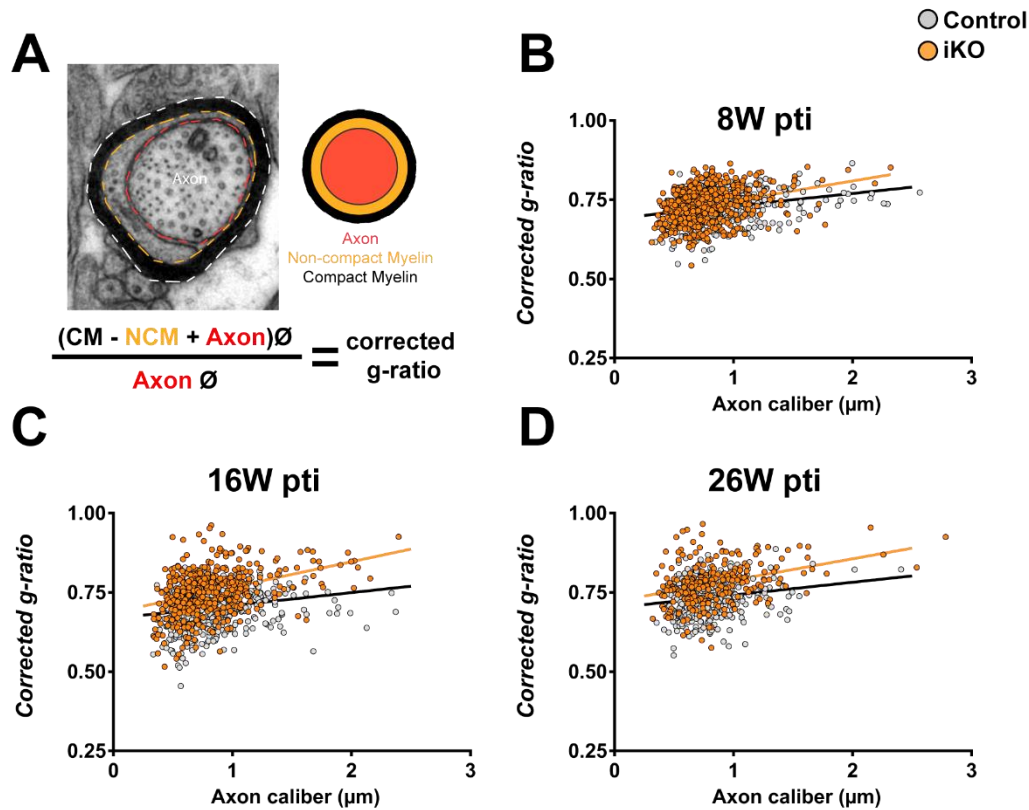 Control
iKO
A
Axon
Axon
Non-compact Myelin
Compact Myelin
(CM - NCM + Axon)Ø
Axon Ø
=
corrected
g-ratio
B
8W pti
Corrected g-ratio
1.00
0.75
0.50
0.25
0 1 2 3
Axon caliber (µm)
C
16W pti
Corrected g-ratio
1.00
0.75
0.50
0.25
0 1 2 3
Axon caliber (µm)
D
26W pti
Corrected g-ratio
1.00
0.75
0.50
0.25
0 1 2 3
Axon caliber (µm)